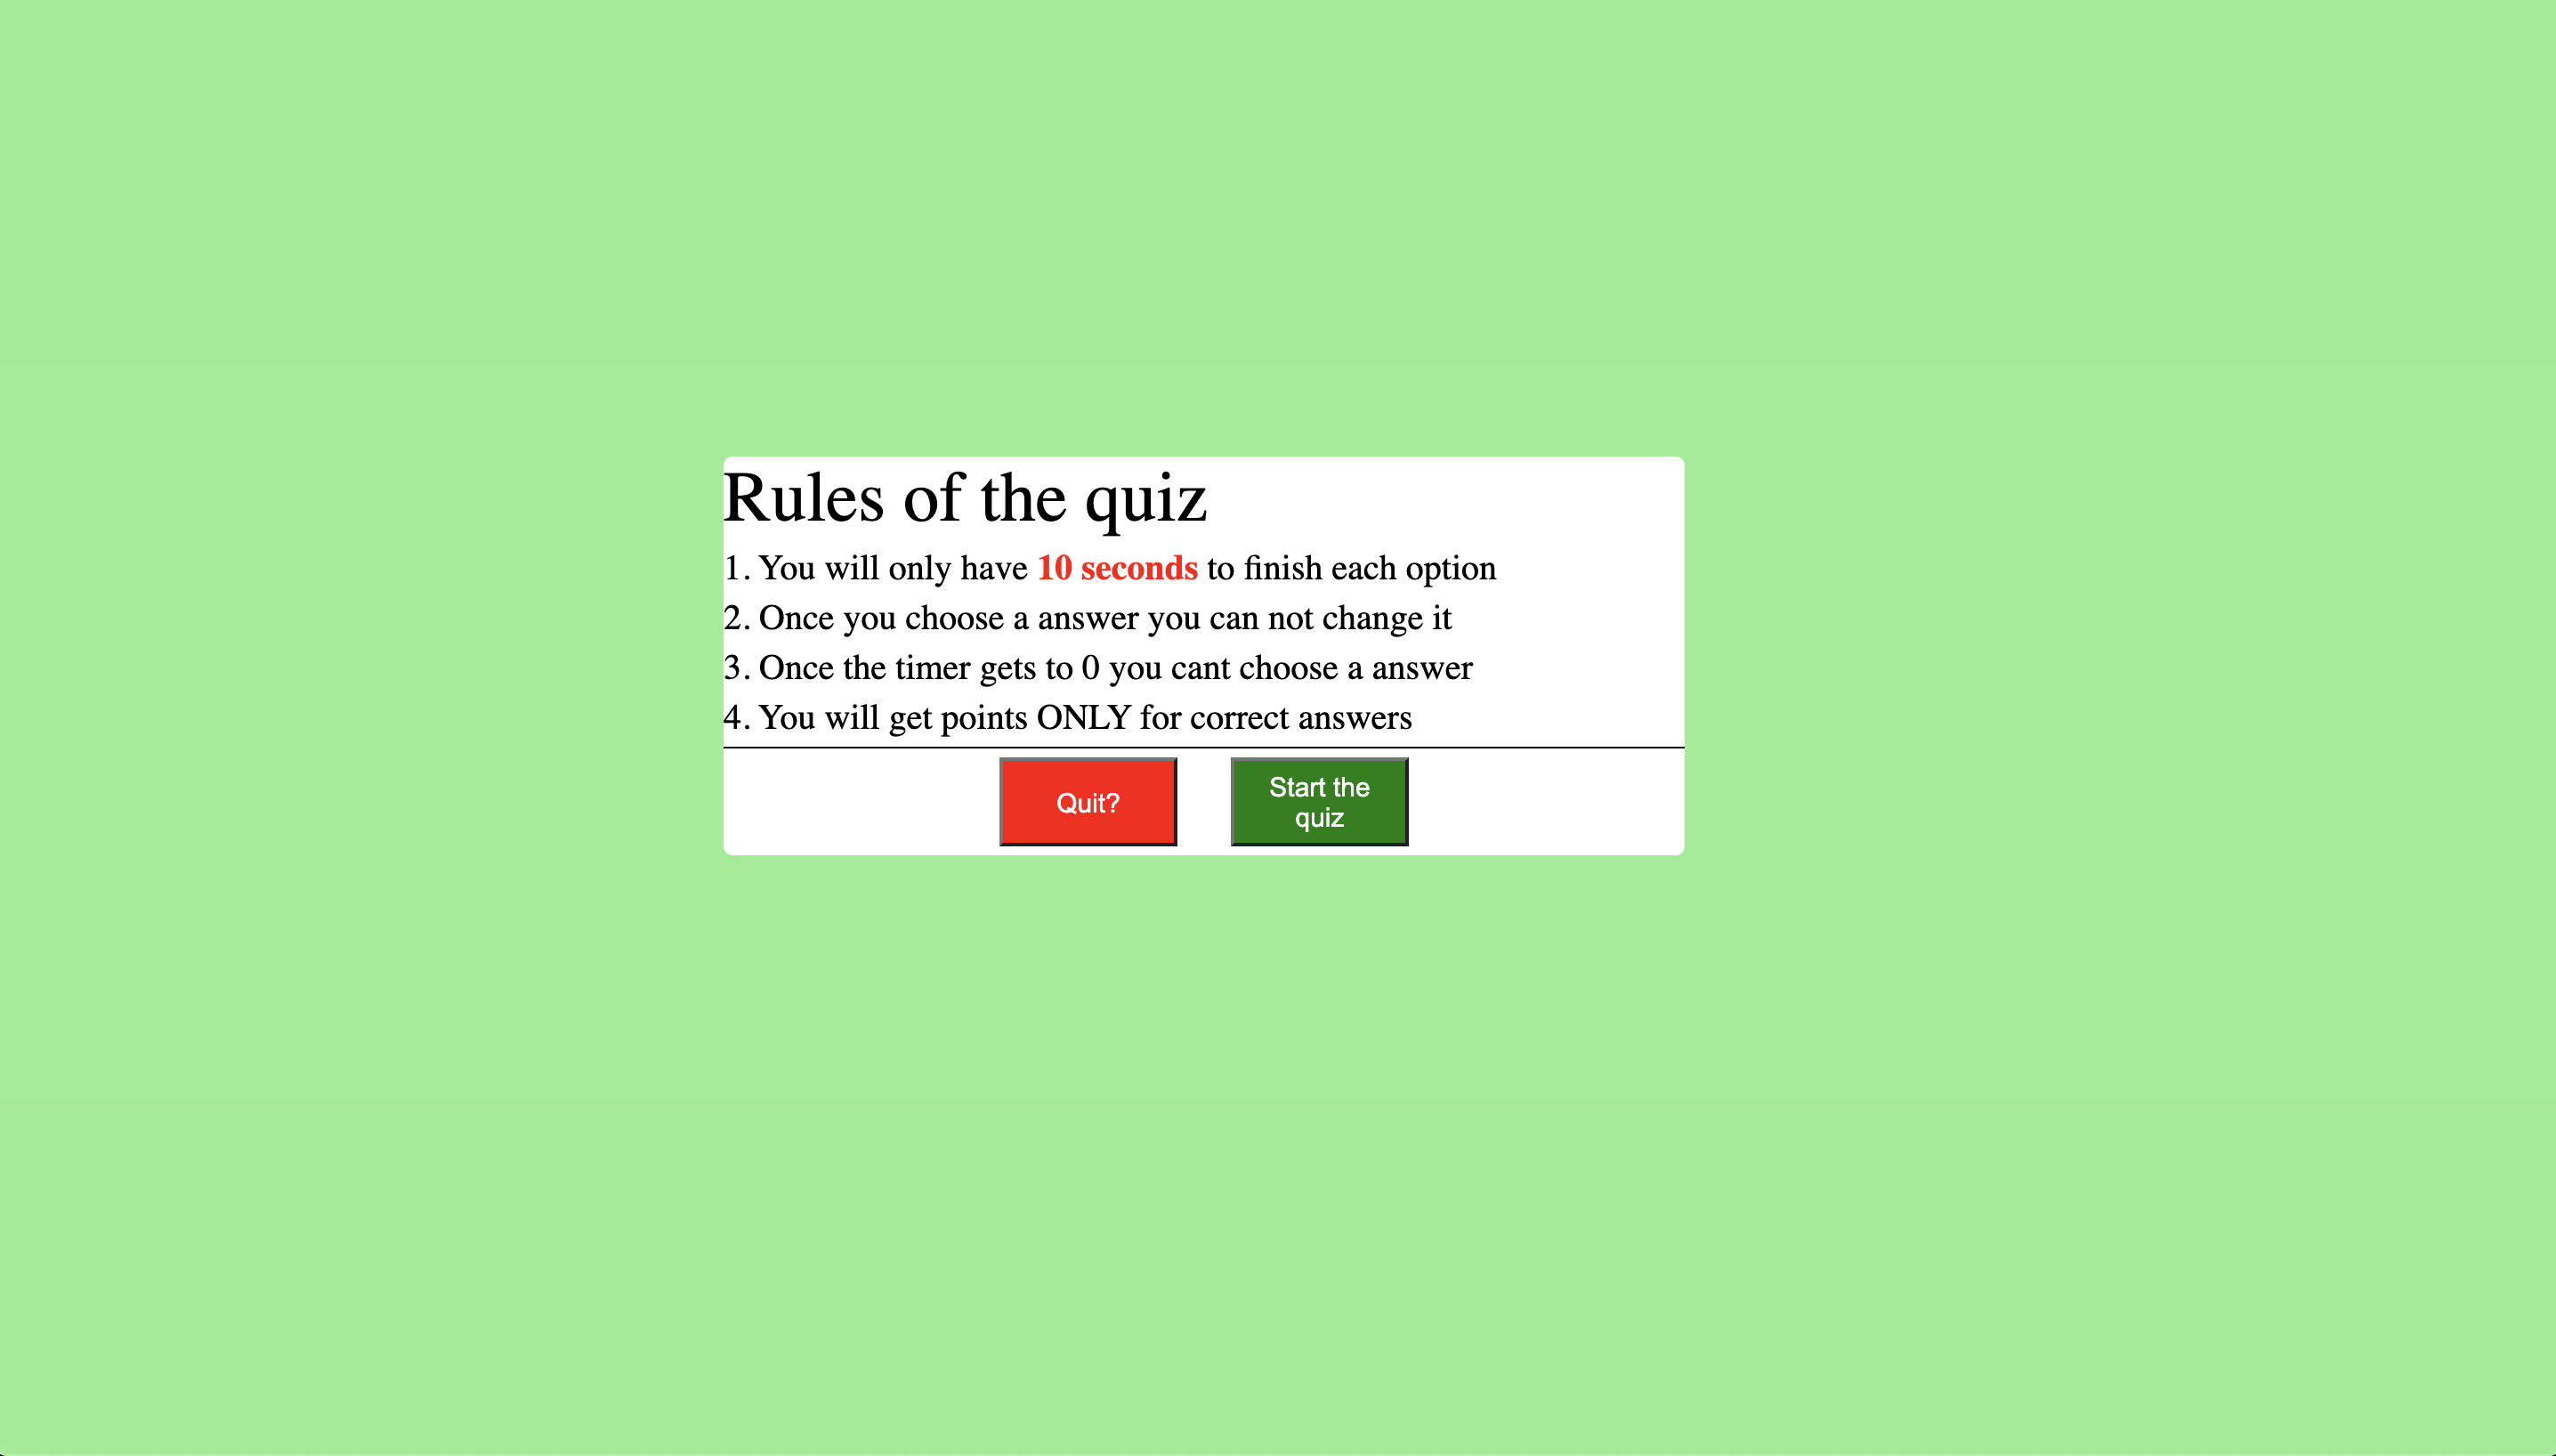 Rules of the quiz
1. You will only have 10 seconds to finish each option
2. Once you choose a answer you can not change it
3. Once the timer gets to 0 you cant choose a answer
4. You will get points ONLY for correct answers
Quit?
Start the
quiz